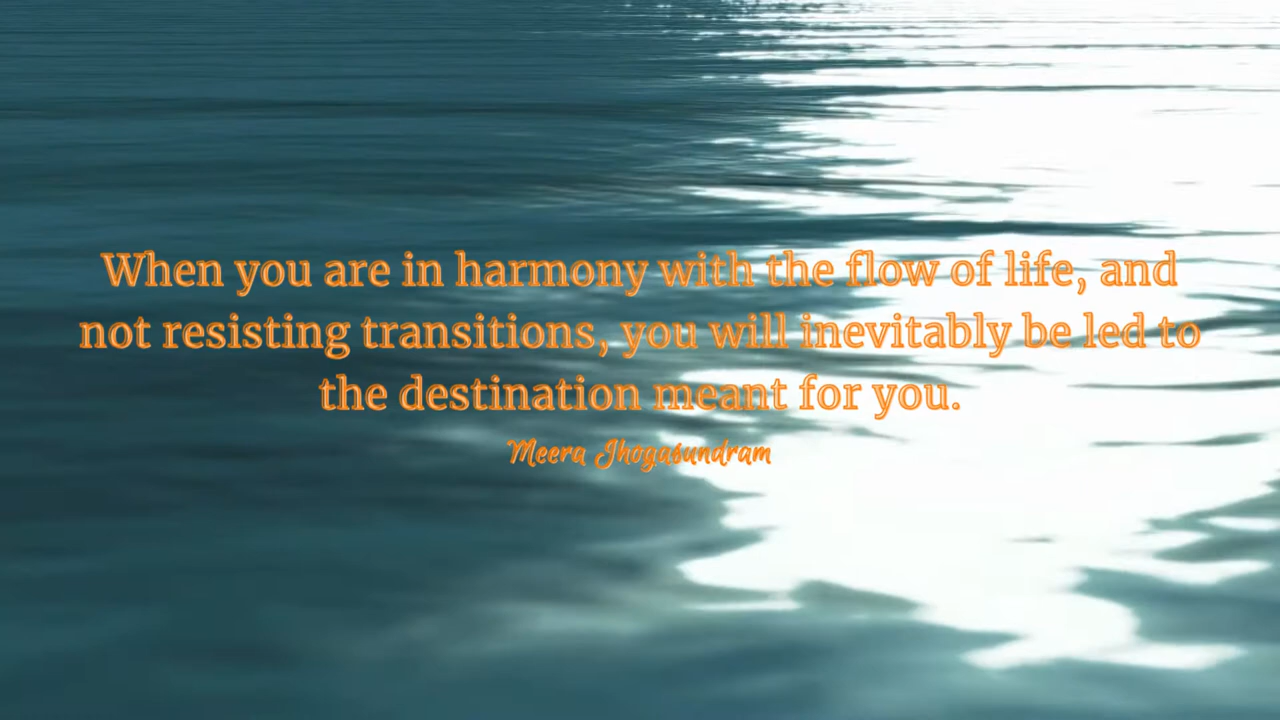 When you are in harmony with the flow of life, and
not resisting transitions, you will inevitably be led to
the destination meant for you.
Meera Jhogasundram